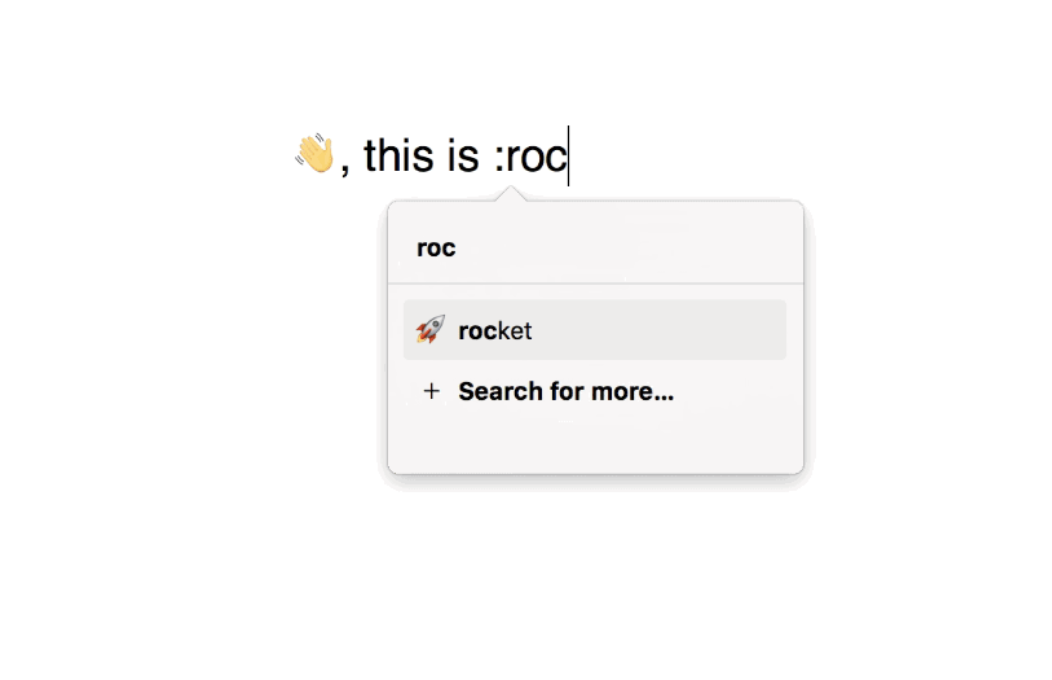 👋, this is :roc
roc
🚀 rocket
+ Search for more...